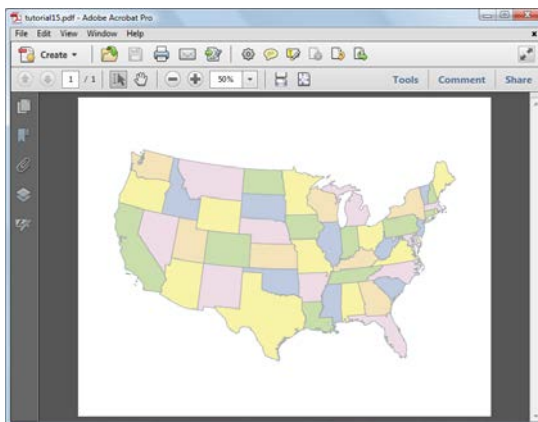 tutorial15.pdf - Adobe Acrobat Pro
File Edit View Window Help
Create
1 / 1 50% Tools Comment Share